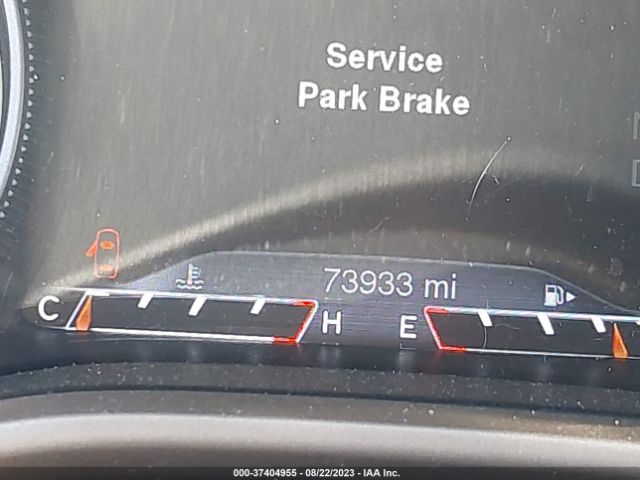 Service
Park Brake
73933 mi
C H E
000-37404955 - 08/22/2023 - IAA Inc.